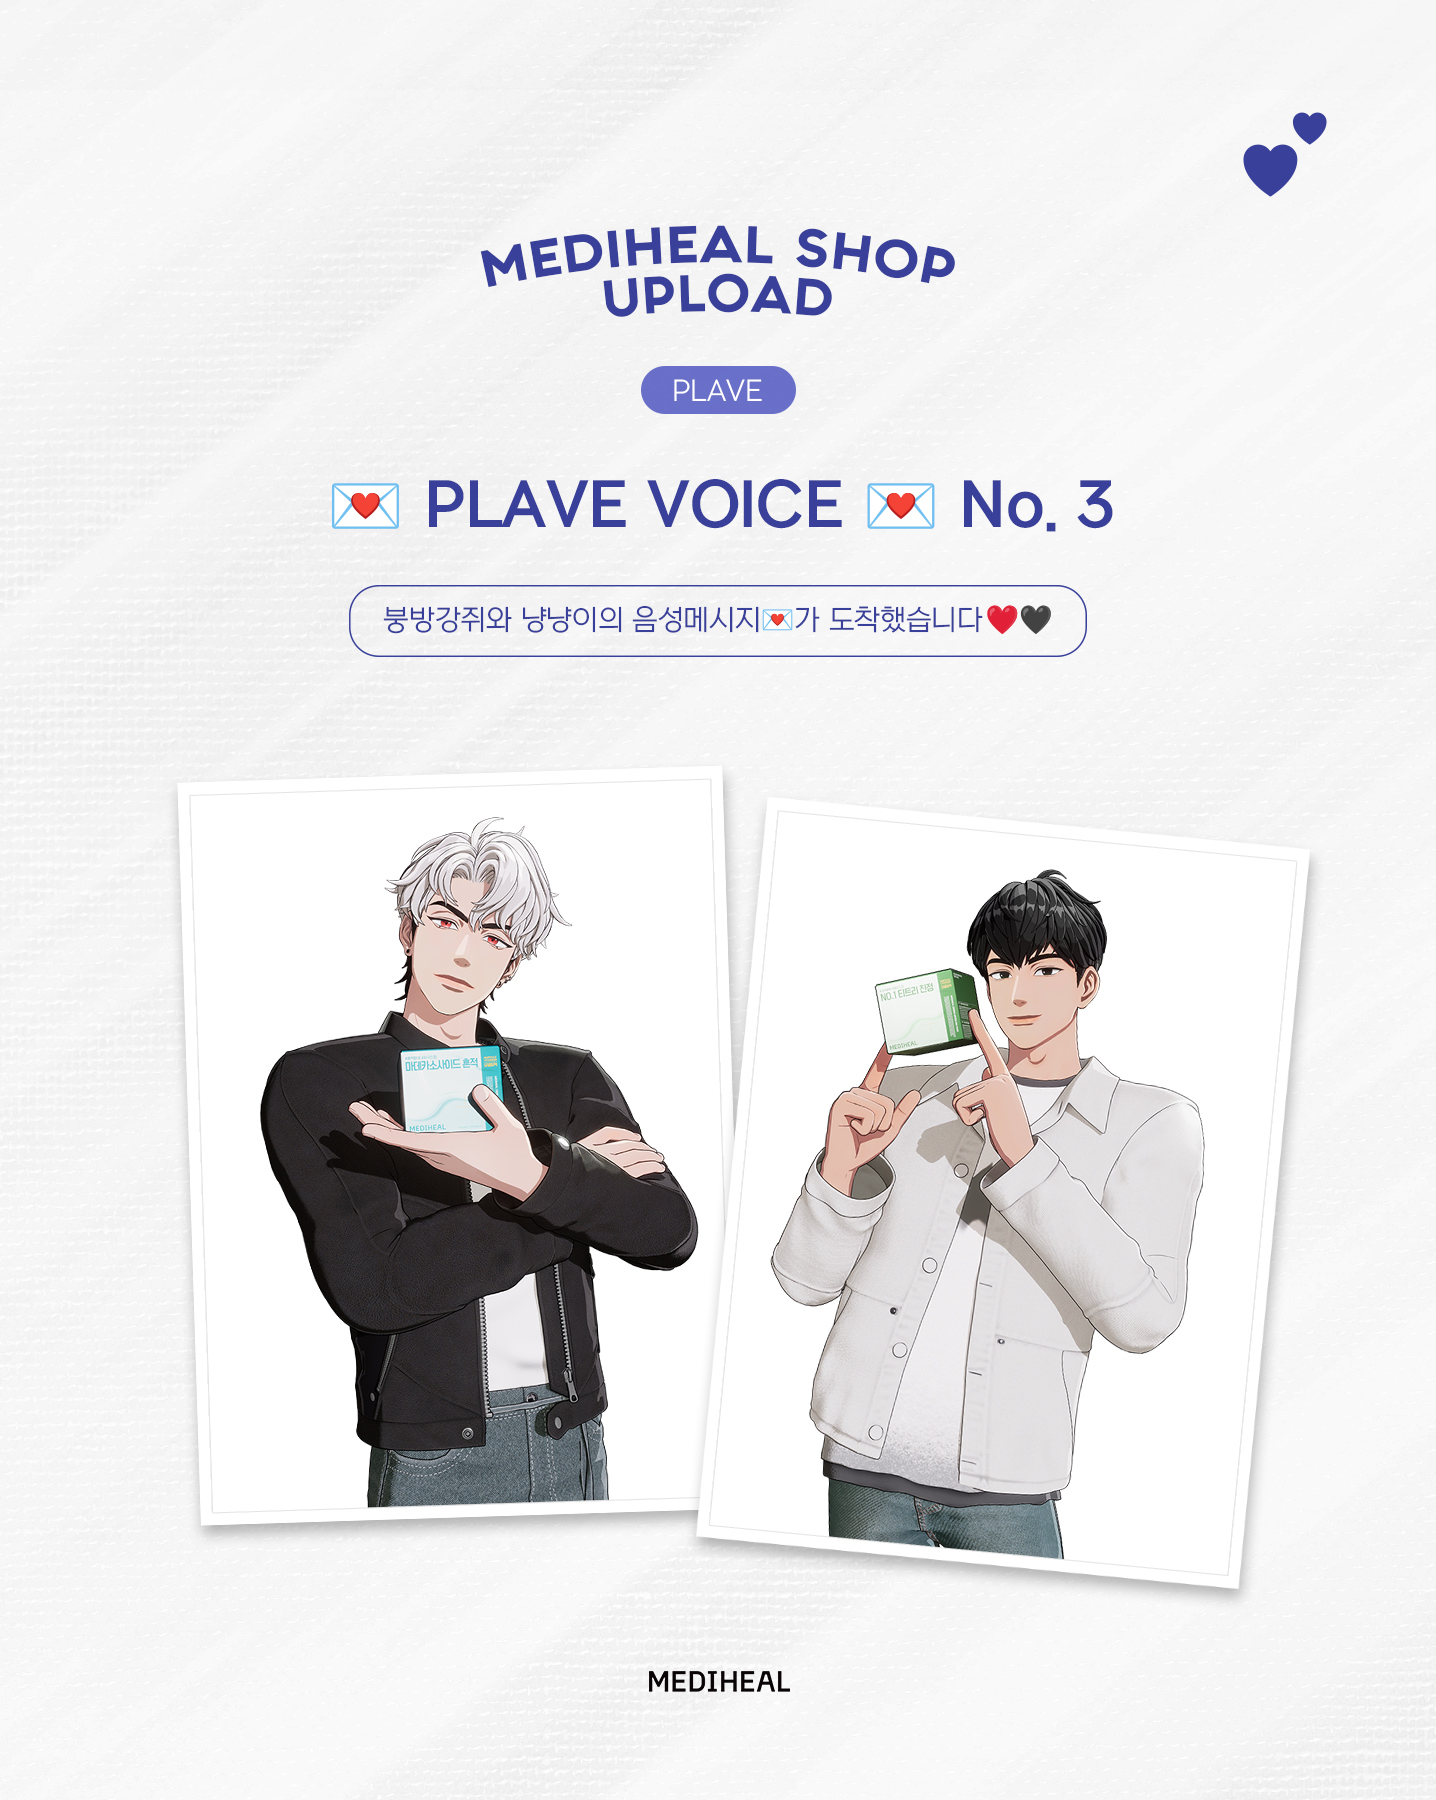 MEDIHEAL SHOP
UPLOAD
PLAVE
💌 PLAVE VOICE 💌 No. 3
붕방강쥐와 냥냥이의 음성메시지💌가 도착했습니다❤️🖤
마데카소사이드 흔적
MEDIHEAL
NO.1 티트리 진정
MEDIHEAL
MEDIHEAL